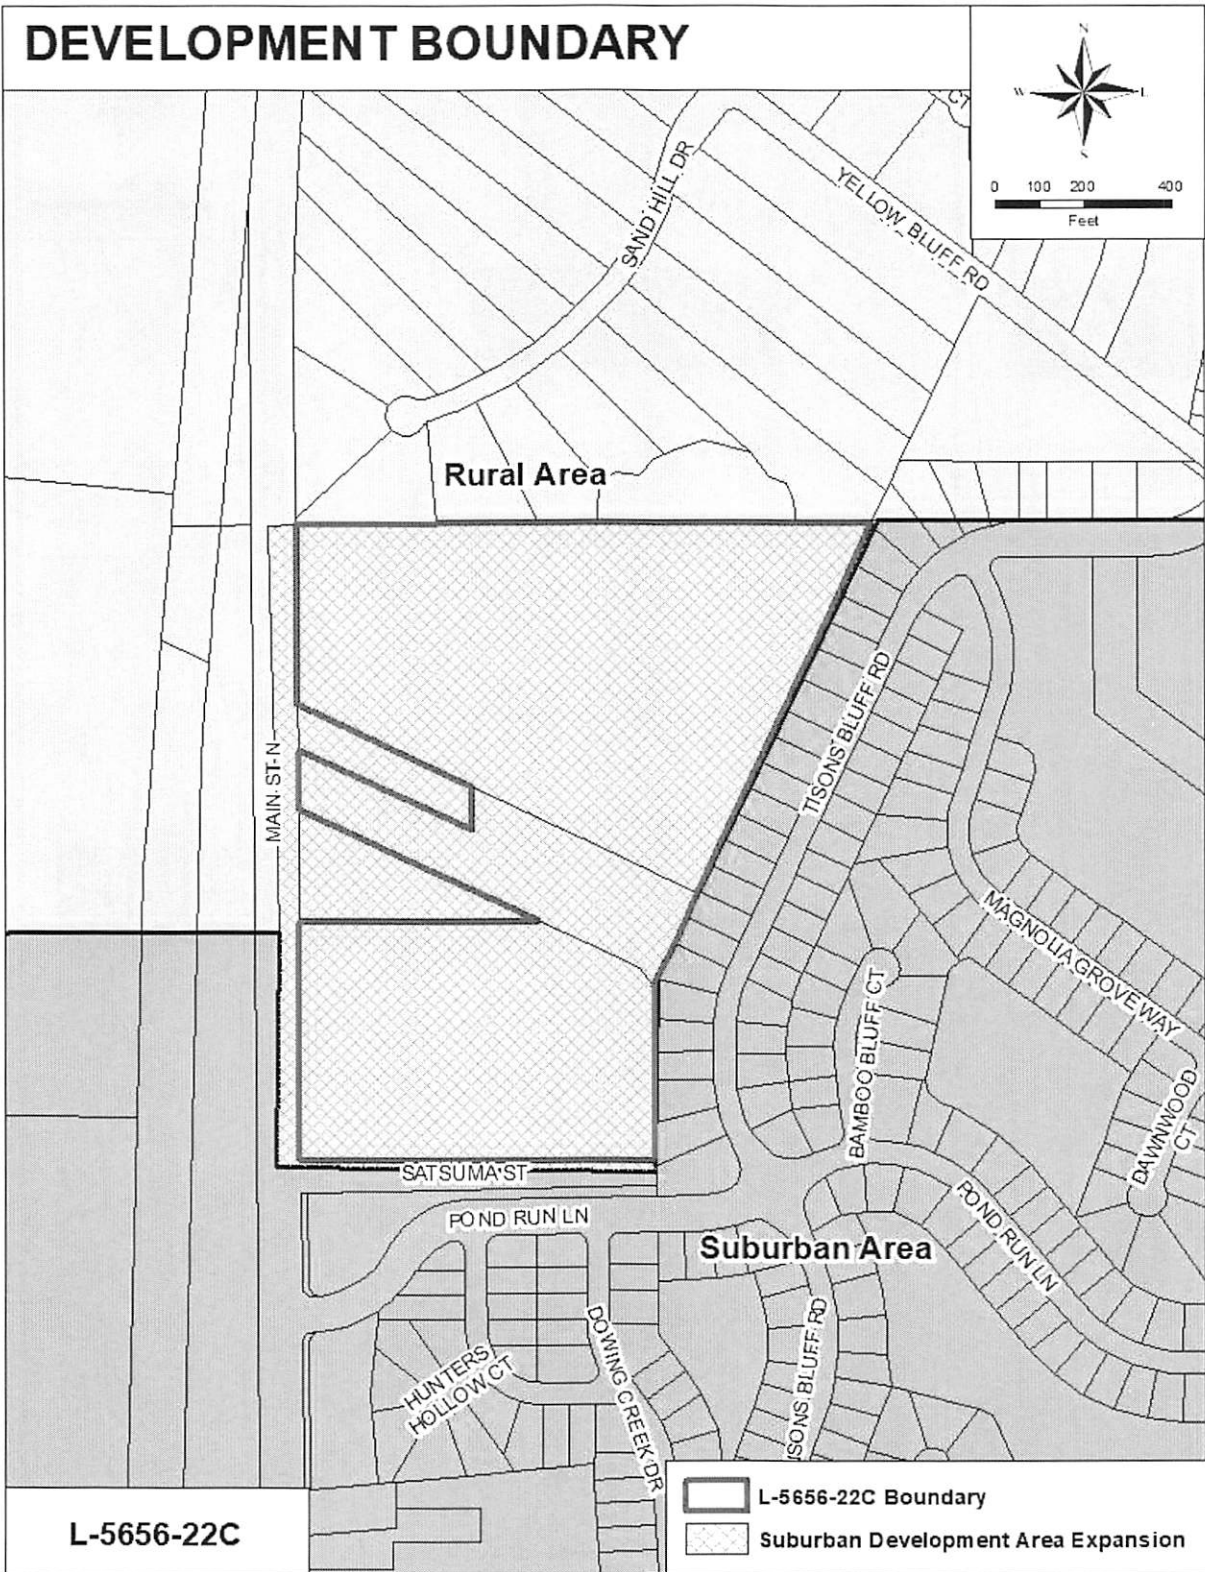 DEVELOPMENT BOUNDARY
N
W
E
S
0 100 200 400
Feet
CT
SAND HILL DR
YELLOW BLUFF RD
Rural Area
MAIN ST N
TISONS BLUFF RD
MAGNOLIA GROVE WAY
BAMBOO BLUFF CT
DAWNWOOD
CT
SATSUMA ST
POND RUN LN
POND RUN LN
Suburban Area
HUNTERS
HOLLOW CT
DOWING CREEK DR
ISONS BLUFF RD
L-5656-22C Boundary
Suburban Development Area Expansion
L-5656-22C